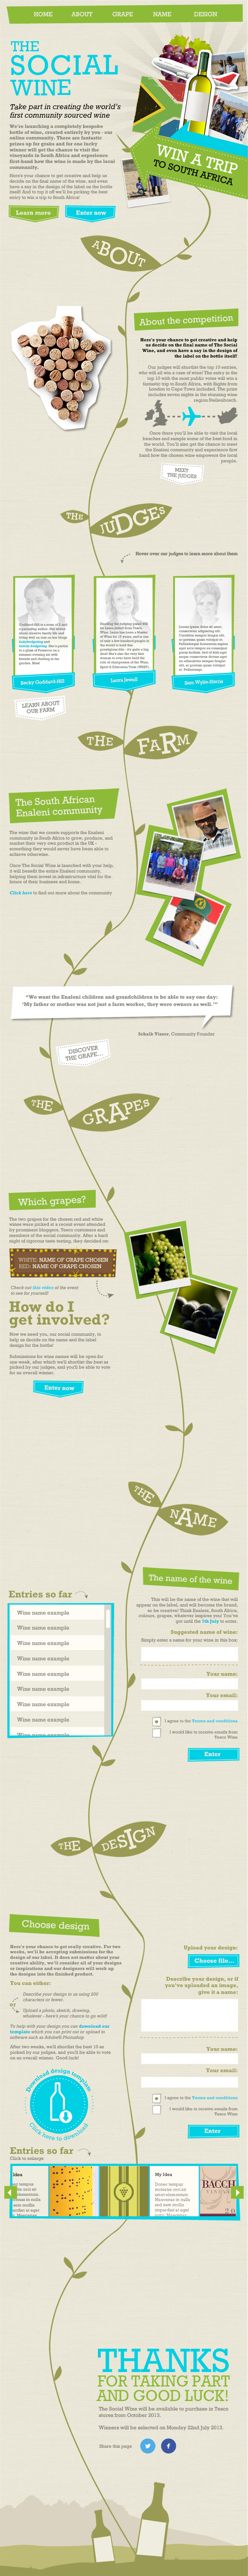 HOME ABOUT GRAPE NAME DESIGN
THE
SOCIAL
WINE
Take part in creating the world's
first community sourced wine
We're launching a completely bespoke
bottle of wine, created entirely by you - our
online community. There are fantastic
prizes up for grabs and for one lucky
winner will get the chance to visit the
vineyards in South Africa and experience
first-hand how the wine is made by the local
community.
Here's your chance to get creative and help us
decide on the final name of the wine, and even
have a say in the design of the label on the bottle
itself! And to top it off we'll be picking the best
entry to win a trip to South Africa!
Learn more
Enter now
WIN A TRIP
TO SOUTH AFRICA
ABOUT
About the competition
Here's your chance to get creative and help
us decide on the final name of The Social
Wine, and even have a say in the design of
the label on the bottle itself!
Our judges will shortlist the top 10 entries,
who will all win a case of wine! The entry in the
top 10 with the most public votes will win a
fantastic trip to South Africa, with flights from
London to Cape Town included. The prize
includes seven nights in the stunning wine
region Stellenbosch.
Once there you'll be able to visit the local
beaches and sample some of the best food in
the world. You'll also get the chance to meet
the Enaleni community and experience first
hand how the chosen wine empowers the local
people.
MEET
THE JUDGES
THE
JUDGES
Hover over our judges to learn more about them
Becky Goddard-Hill
Laura Jewell
Sam Wylie-Harris
LEARN ABOUT
OUR FARM
THE
FARM
The South African
Enaleni community
The wine that we create supports the Enaleni
community in South Africa to grow, produce, and
market their very own product in the UK -
something they would never have been able to
achieve otherwise.
Once The Social Wine is launched with your help,
it will benefit the entire Enaleni community,
helping them invest in infrastructure vital for the
future of their business and home.
Click here to find out more about the community
"We want the Enaleni children and grandchildren to be able to say one day:
'My father or mother was not just a farm worker, they were owners as well.'"
Schalk Visser, Community Founder
DISCOVER
THE GRAPE...
THE
GRAPES
Which grapes?
The two grapes for the chosen red and white
wines were picked at a recent event attended
by prominent bloggers, Tesco customers and
members of the social community. After a hard
night of rigorous taste testing, they decided on:
WHITE: NAME OF GRAPE CHOSEN
RED: NAME OF GRAPE CHOSEN
Check our this video of the event
to see for yourself!
How do I
get involved?
Now we need you, our social community, to
help us decide on the name and the label
design for the bottle!
Submissions for wine names will be open for
one week, after which we'll shortlist the best as
picked by our judges, and you'll be able to vote
for an overall winner.
Enter now
THE
NAME
The name of the wine
This will be the name of the wine that will
appear on the label, and will become the brand,
so be creative! Think Enaleni, South Africa,
culture, grapes, whatever inspires you! You've
got until the 7th July to enter.
Suggested name of wine:
Simply enter a name for your wine in this box:
Your name:
Your email:
I agree to the Terms and conditions
I would like to receive emails from
Tesco Wine
Enter
Entries so far
Wine name example
Wine name example
Wine name example
Wine name example
Wine name example
Wine name example
Wine name example
Wine name example
Wine name example
THE
DESIGN
Choose design
Here's your chance to get really creative. For two
weeks, we'll be accepting submissions for the
design of our label. It does not matter about your
creative ability, we'll consider all of your designs
or inspirations and our designers will work up
the designs into the finished product.
You can either:
Describe your design in us using 200
characters or fewer.
or
Upload a photo, sketch, drawing,
whatever - here's your chance to go wild!
To help with your design you can download our
template which you can print out or upload to
software such as Adobe® Photoshop®.
After two weeks, we'll shortlist the best 10 as
picked by our judges, and you'll be able to vote
on an overall winner. Good luck!
Download design template
Click here to download
Upload your design:
Choose file...
Describe your design, or if
you've uploaded an image,
give it a name:
Your name:
Your email:
I agree to the Terms and conditions
I would like to receive emails from
Tesco Wine
Enter
Entries so far
Click to enlarge
Idea
My Idea
BACCH
THANKS
FOR TAKING PART
AND GOOD LUCK!
The Social Wine will be available to purchase in Tesco
stores from October 2013.
Winners will be selected on Monday 22nd July 2013.
Share this page